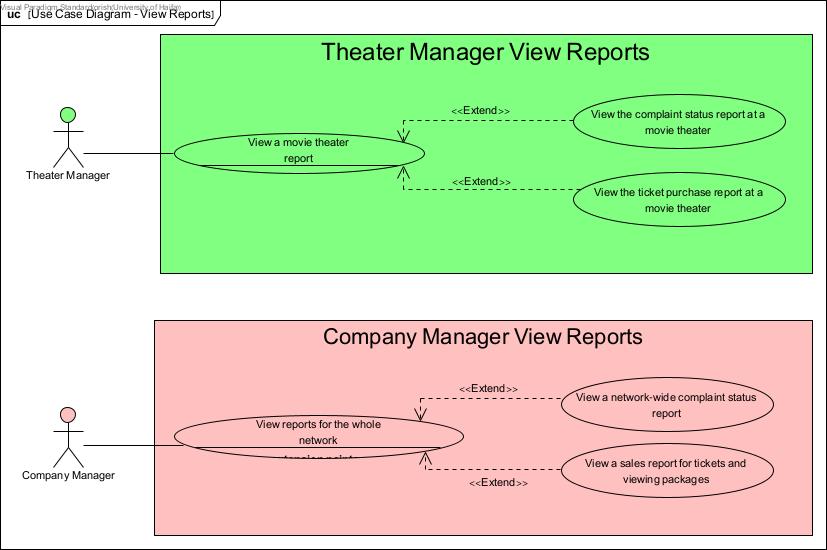 Visual Paradigm Standard(orish(University of Haifa))
uc [Use Case Diagram - View Reports]
Theater Manager View Reports
<<Extend>>
View the complaint status report at a
movie theater
View a movie theater
report
Theater Manager
<<Extend>>
View the ticket purchase report at a
movie theater
Company Manager View Reports
<<Extend>>
View a network-wide complaint status
report
View reports for the whole
network
Company Manager
<<Extend>>
View a sales report for tickets and
viewing packages